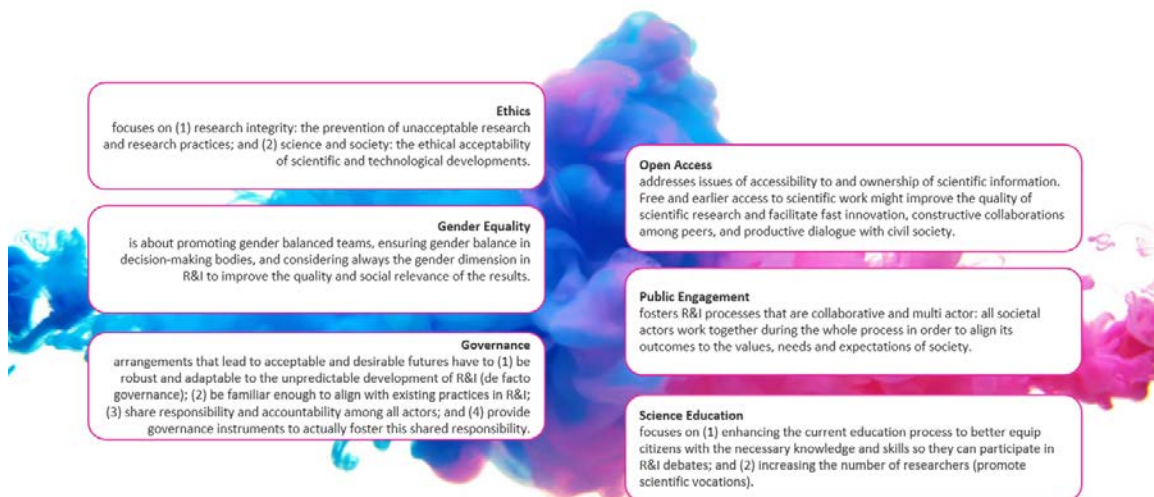 Ethics
focuses on (1) research integrity: the prevention of unacceptable research
and research practices; and (2) science and society: the ethical acceptability
of scientific and technological developments.
Gender Equality
is about promoting gender balanced teams, ensuring gender balance in
decision-making bodies, and considering always the gender dimension in
R&I to improve the quality and social relevance of the results.
Governance
arrangements that lead to acceptable and desirable futures have to (1) be
robust and adaptable to the unpredictable development of R&I (de facto
governance); (2) be familiar enough to align with existing practices in R&I;
(3) share responsibility and accountability among all actors; and (4) provide
governance instruments to actually foster this shared responsibility.
Open Access
addresses issues of accessibility to and ownership of scientific information.
Free and earlier access to scientific work might improve the quality of
scientific research and facilitate fast innovation, constructive collaborations
among peers, and productive dialogue with civil society.
Public Engagement
fosters R&I processes that are collaborative and multi actor: all societal
actors work together during the whole process in order to align its
outcomes to the values, needs and expectations of society.
Science Education
focuses on (1) enhancing the current education process to better equip
citizens with the necessary knowledge and skills so they can participate in
R&I debates; and (2) increasing the number of researchers (promote
scientific vocations).